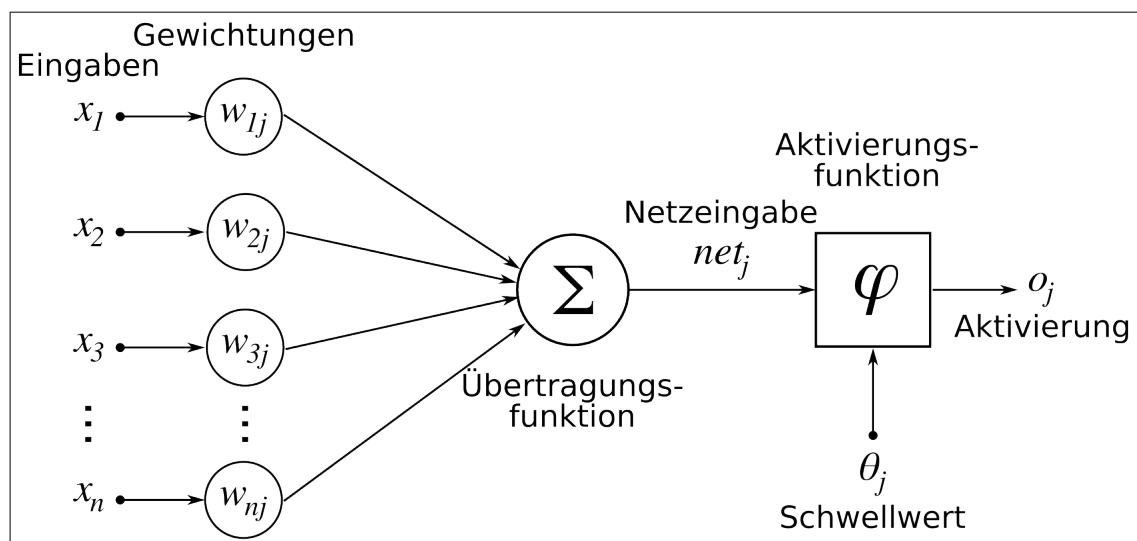 Gewichtungen
Eingaben
x1
w1j
x2
w2j
x3
w3j
⋮ ⋮
xn
wnj
Σ
Übertragungs-
funktion
Netzeingabe
netj
Aktivierungs-
funktion
φ
oj
Aktivierung
θj
Schwellwert